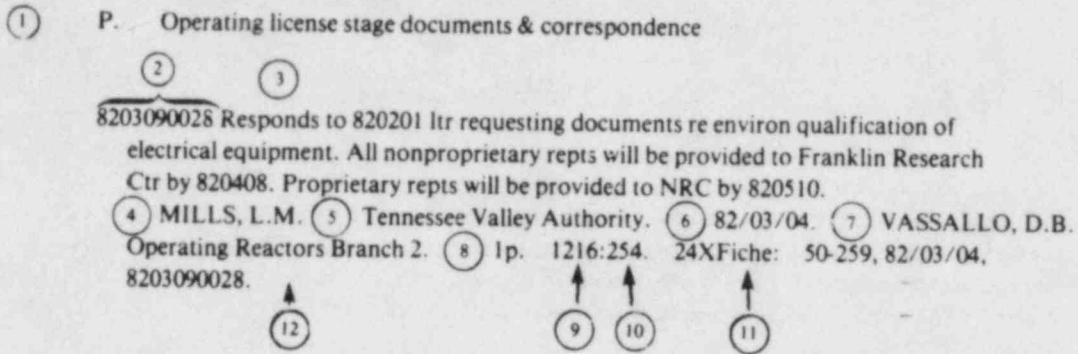 ① P. Operating license stage documents & correspondence
② ③
8203090028 Responds to 820201 ltr requesting documents re environ qualification of
electrical equipment. All nonproprietary repts will be provided to Franklin Research
Ctr by 820408. Proprietary repts will be provided to NRC by 820510.
④ MILLS, L.M. ⑤ Tennessee Valley Authority. ⑥ 82/03/04. ⑦ VASSALLO, D.B.
Operating Reactors Branch 2. ⑧ 1p. 1216:254. 24XFiche: 50-259, 82/03/04,
8203090028.
⑫ ⑨ ⑩ ⑪